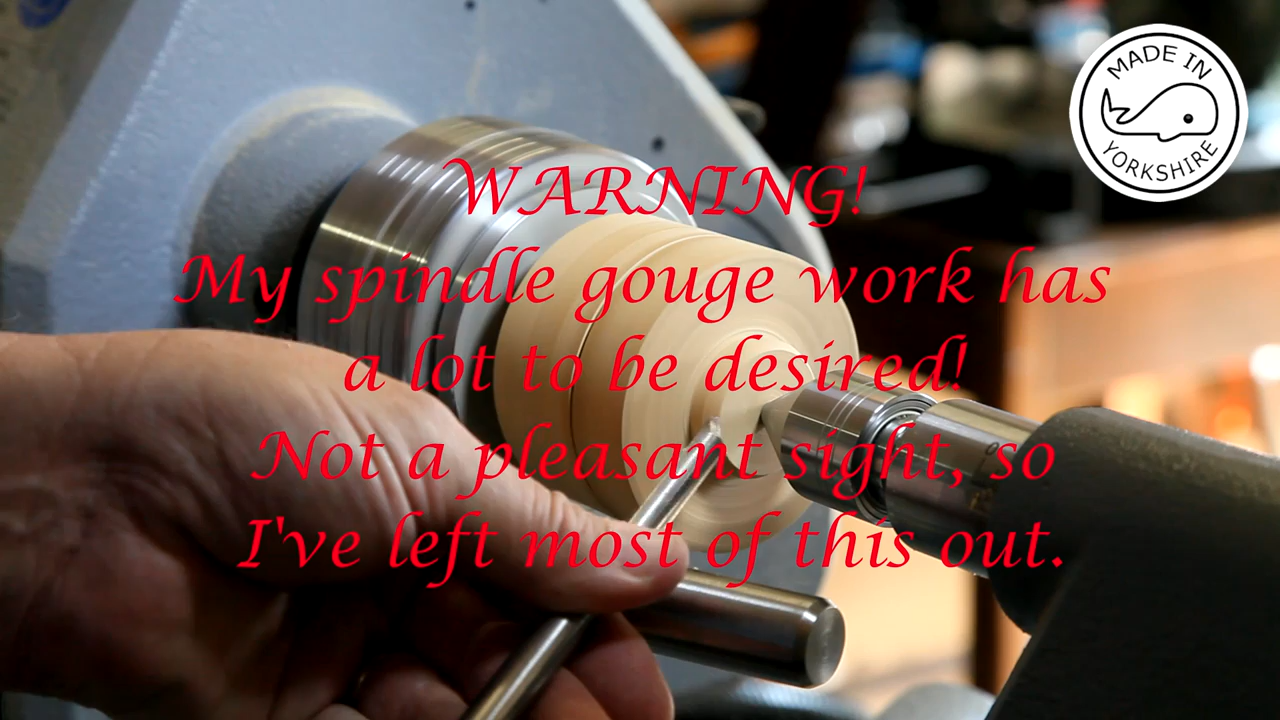 MADE IN
YORKSHIRE
WARNING!
My spindle gouge work has
a lot to be desired!
Not a pleasant sight, so
I've left most of this out.